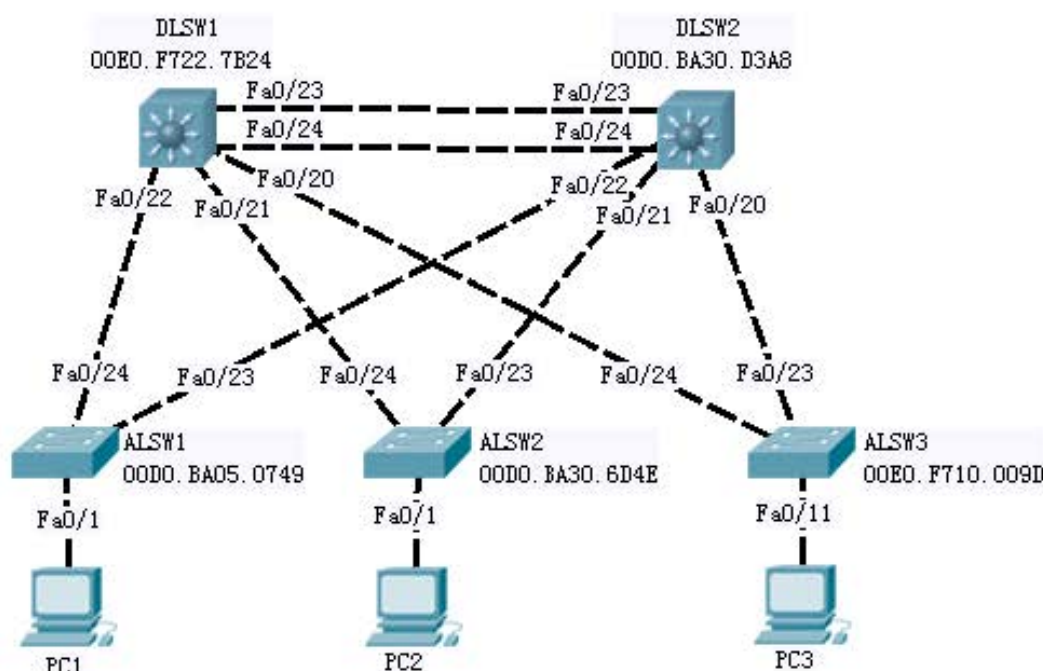 DLSW1
00E0.F722.7B24
DLSW2
00D0.BA30.D3A8
Fa0/23
Fa0/23
Fa0/24
Fa0/24
Fa0/22
Fa0/21
Fa0/20
Fa0/22
Fa0/21
Fa0/20
Fa0/24
Fa0/23
Fa0/24
Fa0/23
Fa0/24
Fa0/23
ALSW1
00D0.BA05.0749
ALSW2
00D0.BA30.6D4E
ALSW3
00E0.F710.009D
Fa0/1
Fa0/1
Fa0/11
PC1
PC2
PC3